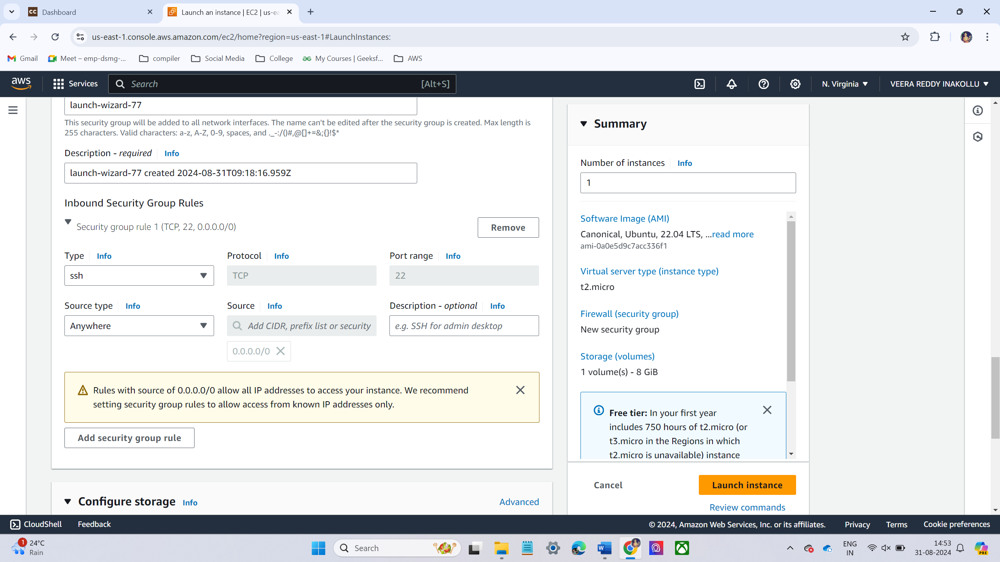 Dashboard
Launch an instance | EC2 | us-ea
us-east-1.console.aws.amazon.com/ec2/home?region=us-east-1#LaunchInstances:
Gmail
Meet – emp-dsmg-...
compiler
Social Media
College
My Courses | Geeksf...
AWS
aws
Services
Search
[Alt+S]
N. Virginia
VEERA REDDY INAKOLLU
launch-wizard-77
This security group will be added to all network interfaces. The name can't be edited after the security group is created. Max length is
255 characters. Valid characters: a-z, A-Z, 0-9, spaces, and ._-:/()#,@[]+=&;{}!$*
Description - required
Info
launch-wizard-77 created 2024-08-31T09:18:16.959Z
Inbound Security Group Rules
Security group rule 1 (TCP, 22, 0.0.0.0/0)
Remove
Type
Info
Protocol
Info
Port range
Info
ssh
TCP
22
Source type
Info
Source
Info
Description - optional
Info
Anywhere
Add CIDR, prefix list or security
e.g. SSH for admin desktop
0.0.0.0/0
Rules with source of 0.0.0.0/0 allow all IP addresses to access your instance. We recommend
setting security group rules to allow access from known IP addresses only.
Add security group rule
Configure storage
Info
Advanced
Summary
Number of instances
Info
1
Software Image (AMI)
Canonical, Ubuntu, 22.04 LTS, ...read more
ami-0a0e5d9c7acc336f1
Virtual server type (instance type)
t2.micro
Firewall (security group)
New security group
Storage (volumes)
1 volume(s) - 8 GiB
Free tier: In your first year
includes 750 hours of t2.micro (or
t3.micro in the Regions in which
t2.micro is unavailable) instance
Cancel
Launch instance
Review commands
CloudShell
Feedback
© 2024, Amazon Web Services, Inc. or its affiliates.
Privacy
Terms
Cookie preferences
1
24°C
Rain
Search
ENG
IN
14:53
31-08-2024
PRE